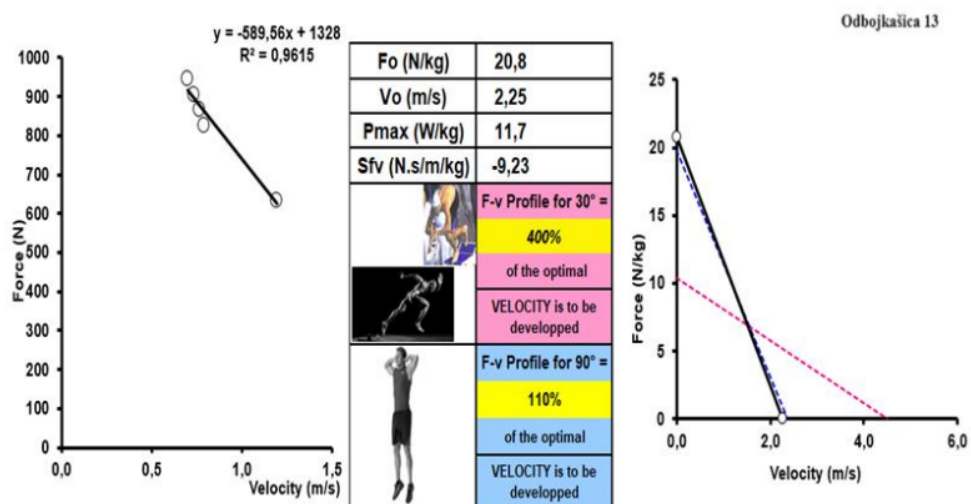 Odbojkašica 13
y = -589,56x + 1328
R² = 0,9615
Force (N)
1000
900
800
700
600
500
400
300
200
100
0
0,0
0,5
1,0
1,5
Velocity (m/s)
Fo (N/kg) 20,8
Vo (m/s) 2,25
Pmax (W/kg) 11,7
Sfv (N.s/m/kg) -9,23
F-v Profile for 30° =
400%
of the optimal
VELOCITY is to be
developped
F-v Profile for 90° =
110%
of the optimal
VELOCITY is to be
developped
Force (N/kg)
25
20
15
10
5
0
0,0
2,0
4,0
6,0
Velocity (m/s)